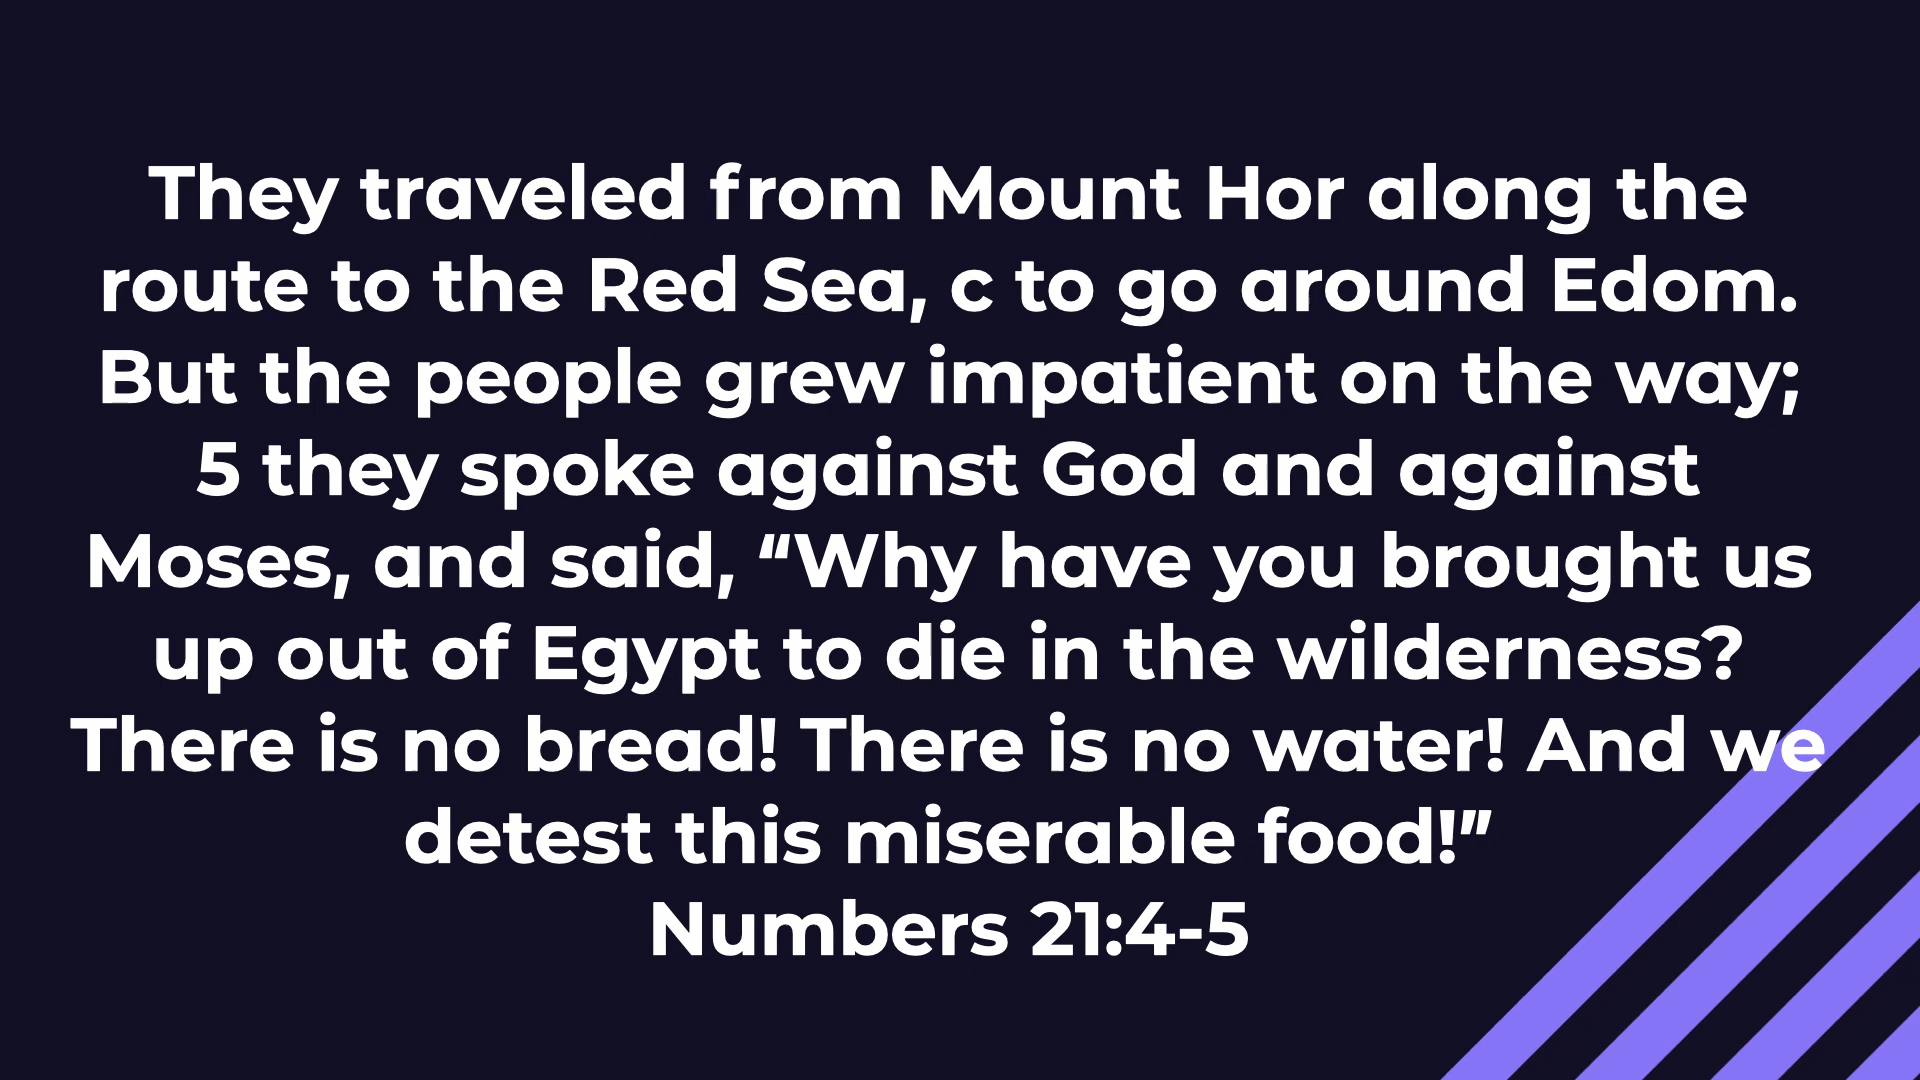 They traveled from Mount Hor along the
route to the Red Sea, c to go around Edom.
But the people grew impatient on the way;
5 they spoke against God and against
Moses, and said, “Why have you brought us
up out of Egypt to die in the wilderness?
There is no bread! There is no water! And we
detest this miserable food!”
Numbers 21:4-5